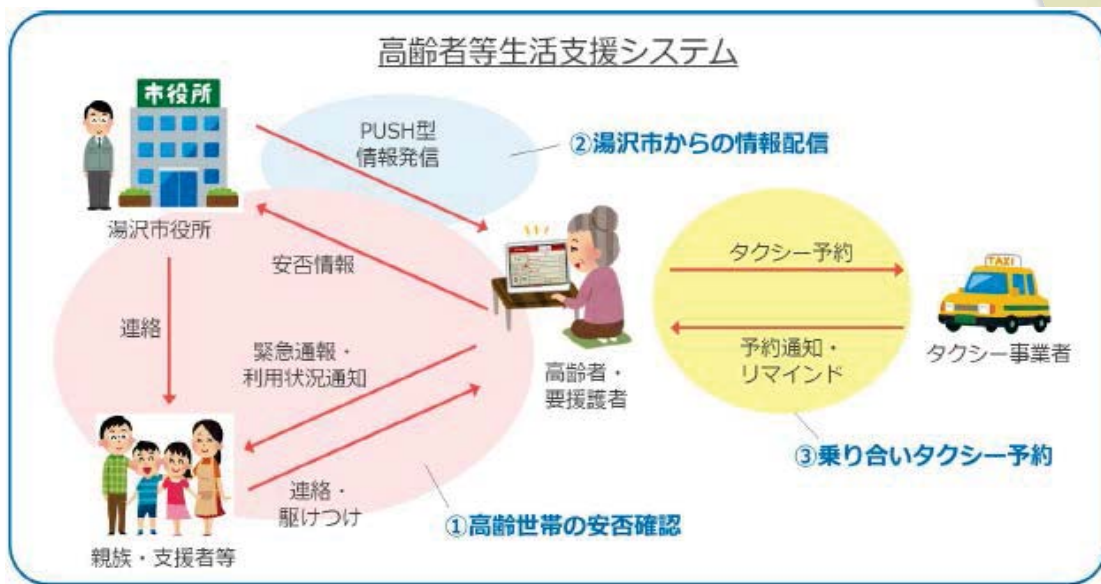 高齢者等生活支援システム
市役所
湯沢市役所
PUSH型
情報発信
②湯沢市からの情報配信
安否情報
連絡
緊急通報・
利用状況通知
高齢者・
要援護者
タクシー予約
予約通知・
リマインド
TAXI
タクシー事業者
③乗り合いタクシー予約
連絡・
駆けつけ
①高齢世帯の安否確認
親族・支援者等